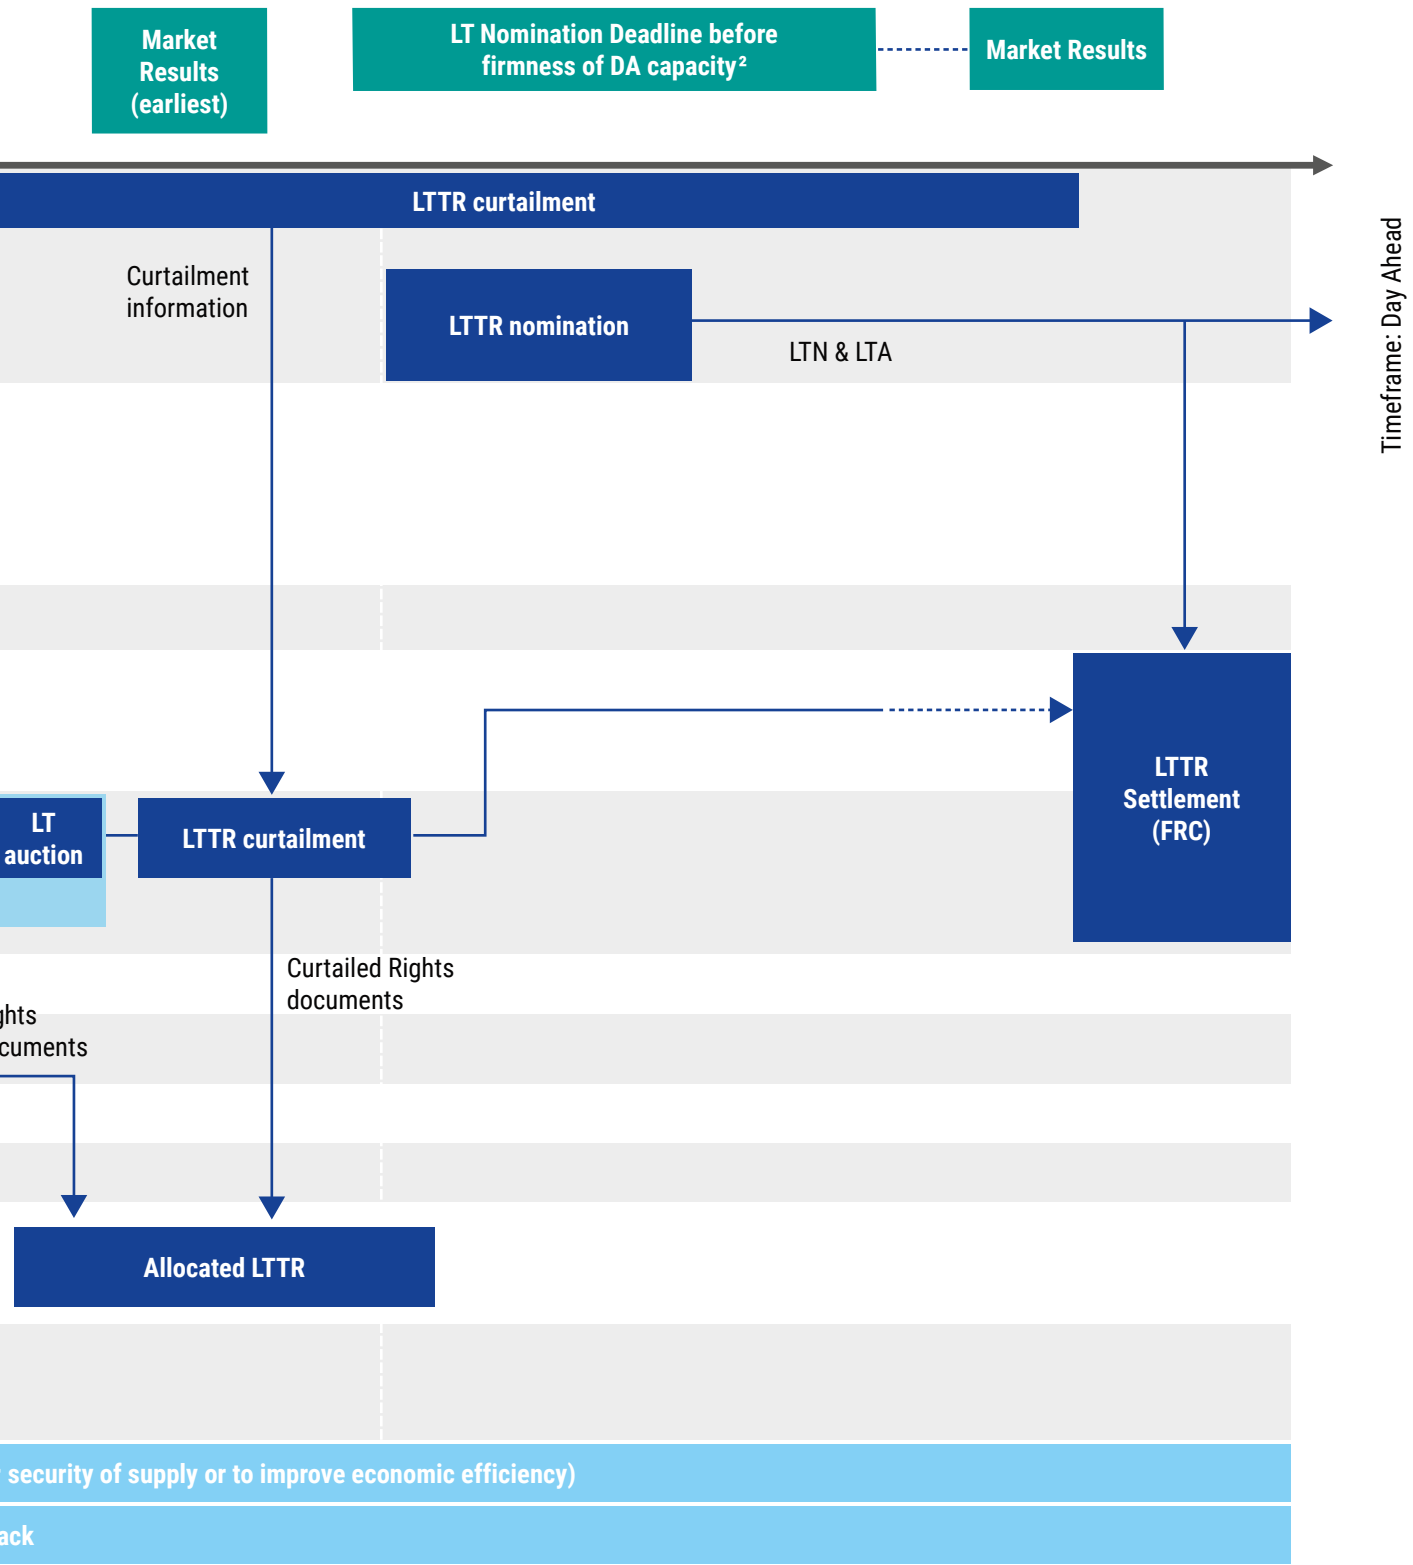 Market
Results
(earliest)
LT Nomination Deadline before
firmness of DA capacity²
Market Results
LTTR curtailment
Curtailment
information
LTTR nomination
LTN & LTA
Timeframe: Day Ahead
LTTR
Settlement
(FRC)
LT
auction
LTTR curtailment
Curtailed Rights
documents
ghts
cuments
Allocated LTTR
security of supply or to improve economic efficiency)
ack